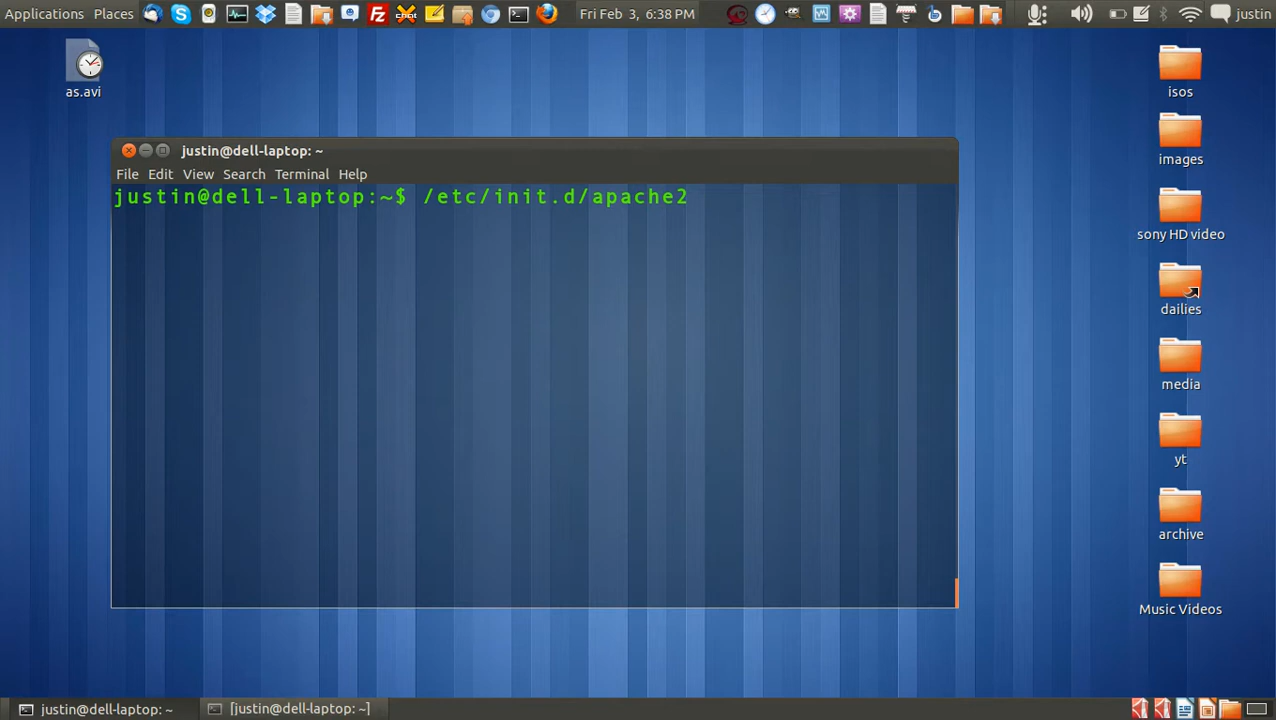 Applications Places Fri Feb 3, 6:38 PM justin
as.avi
isos
images
sony HD video
dailies
media
yt
archive
Music Videos
justin@dell-laptop: ~
File Edit View Search Terminal Help
justin@dell-laptop:~$ /etc/init.d/apache2
justin@dell-laptop: ~ [justin@dell-laptop: ~]